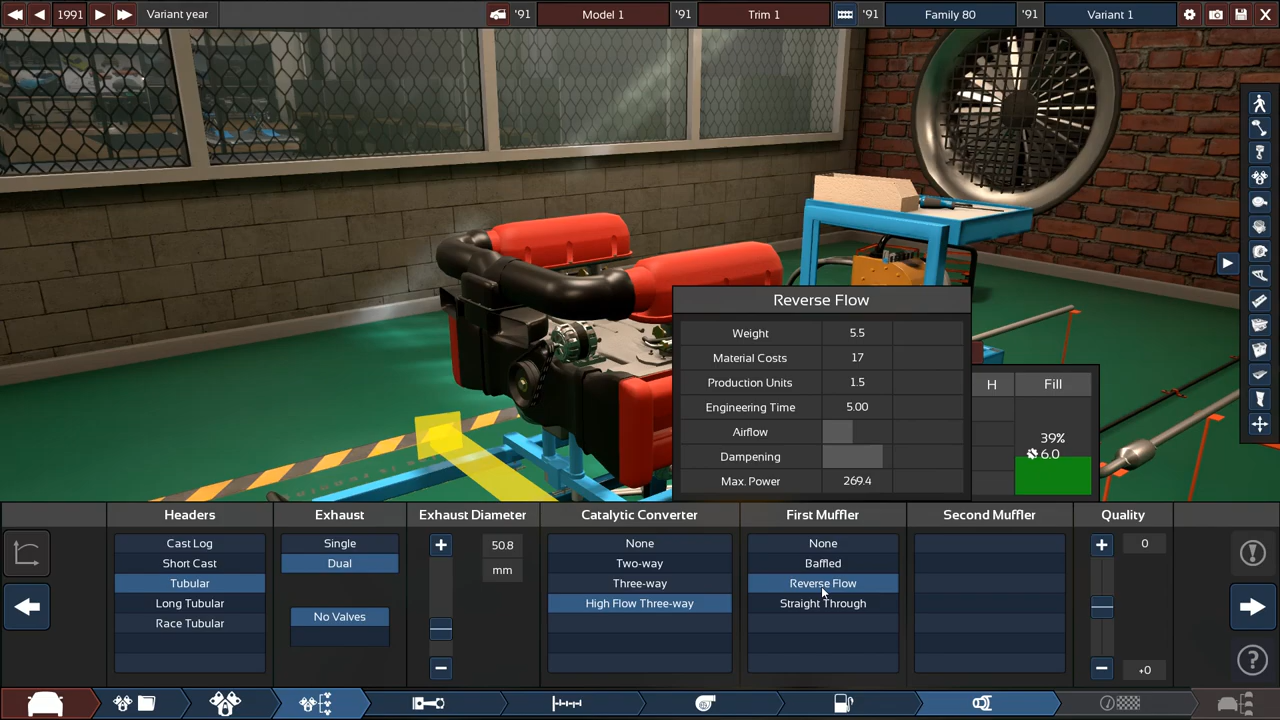 1991 Variant year '91 Model 1 '91 Trim 1 '91 Family 80 '91 Variant 1
Reverse Flow
Weight 5.5
Material Costs 17
Production Units 1.5
Engineering Time 5.00
Airflow
Dampening
Max. Power 269.4
H Fill
39%
6.0
Headers Exhaust Exhaust Diameter Catalytic Converter First Muffler Second Muffler Quality
Cast Log Single + 50.8 None None + 0
Short Cast Dual mm Two-way Baffled
Tubular Three-way Reverse Flow
Long Tubular No Valves High Flow Three-way Straight Through
Race Tubular
− − +0